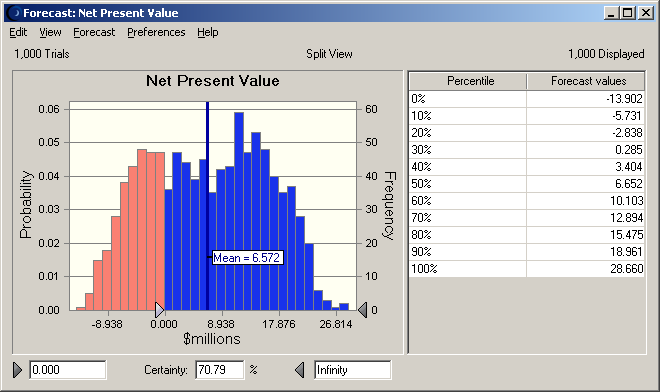 Forecast: Net Present Value
Edit View Forecast Preferences Help
1,000 Trials Split View 1,000 Displayed
Net Present Value
Probability
0.06
0.05
0.04
0.03
0.02
0.01
0.00
60
50
40
30
20
10
0
Frequency
Mean = 6.572
-8.938 0.000 8.938 17.876 26.814
$millions
Percentile Forecast values
0% -13.902
10% -5.731
20% -2.838
30% 0.285
40% 3.404
50% 6.652
60% 10.103
70% 12.894
80% 15.475
90% 18.961
100% 28.660
0.000 Certainty: 70.79 % Infinity